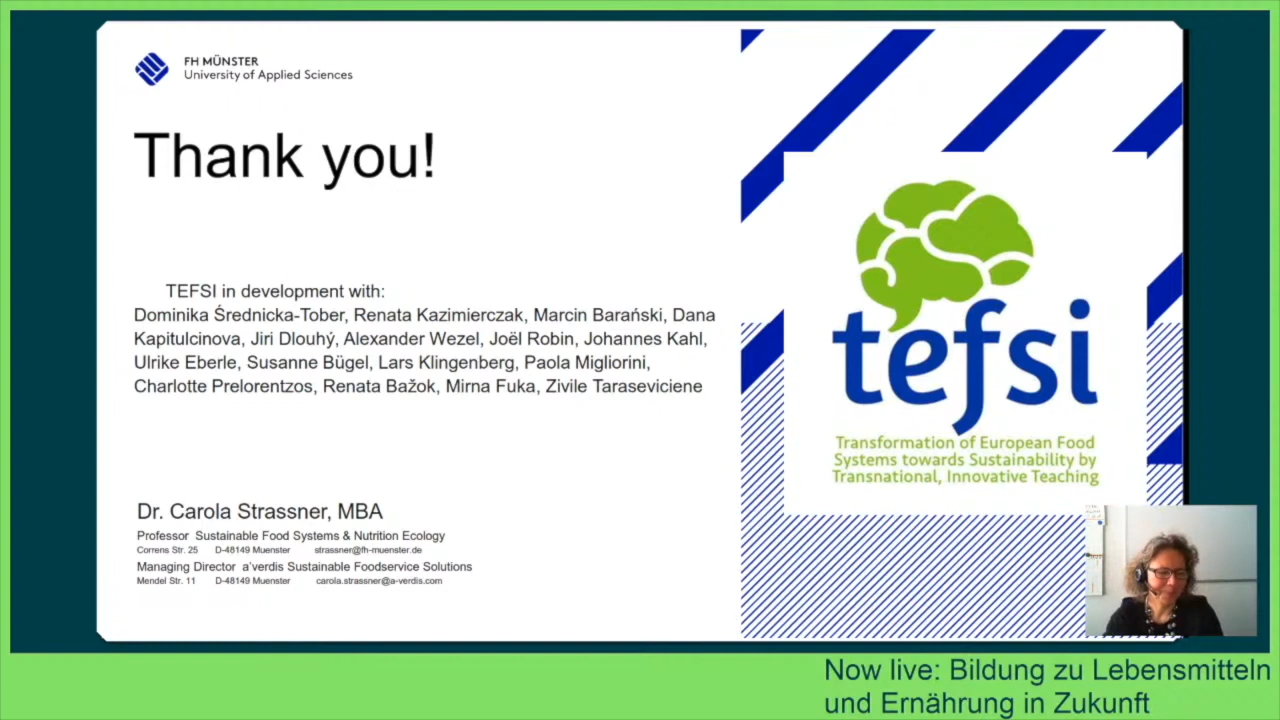 FH MÜNSTER
University of Applied Sciences
Thank you!
TEFSI in development with:
Dominika Średnicka-Tober, Renata Kazimierczak, Marcin Barański, Dana
Kapitulcinova, Jiri Dlouhý, Alexander Wezel, Joël Robin, Johannes Kahl,
Ulrike Eberle, Susanne Bügel, Lars Klingenberg, Paola Migliorini,
Charlotte Prelorentzos, Renata Bažok, Mirna Fuka, Zivile Taraseviciene
Dr. Carola Strassner, MBA
Professor Sustainable Food Systems & Nutrition Ecology
Correns Str. 25 D-48149 Muenster strassner@fh-muenster.de
Managing Director a'verdis Sustainable Foodservice Solutions
Mendel Str. 11 D-48149 Muenster carola.strassner@a-verdis.com
tefsi
Transformation of European Food
Systems towards Sustainability by
Transnational, Innovative Teaching
Now live: Bildung zu Lebensmitteln
und Ernährung in Zukunft